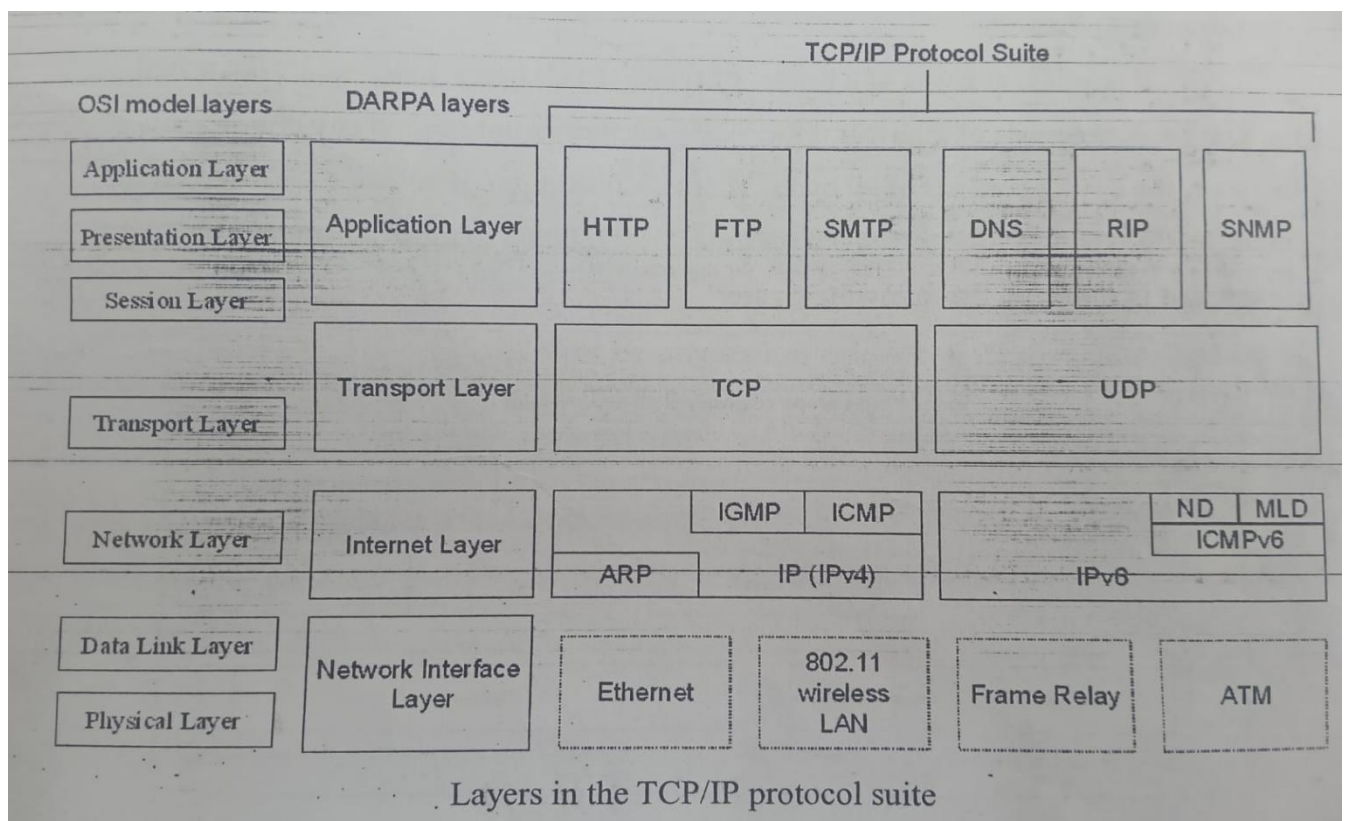 TCP/IP Protocol Suite
OSI model layers
DARPA layers
Application Layer
Presentation Layer
Session Layer
Application Layer
HTTP
FTP
SMTP
DNS
RIP
SNMP
Transport Layer
Transport Layer
TCP
UDP
Network Layer
Internet Layer
IGMP
ICMP
ARP
IP (IPv4)
ND
MLD
ICMPv6
IPv6
Data Link Layer
Physical Layer
Network Interface
Layer
Ethernet
802.11
wireless
LAN
Frame Relay
ATM
Layers in the TCP/IP protocol suite